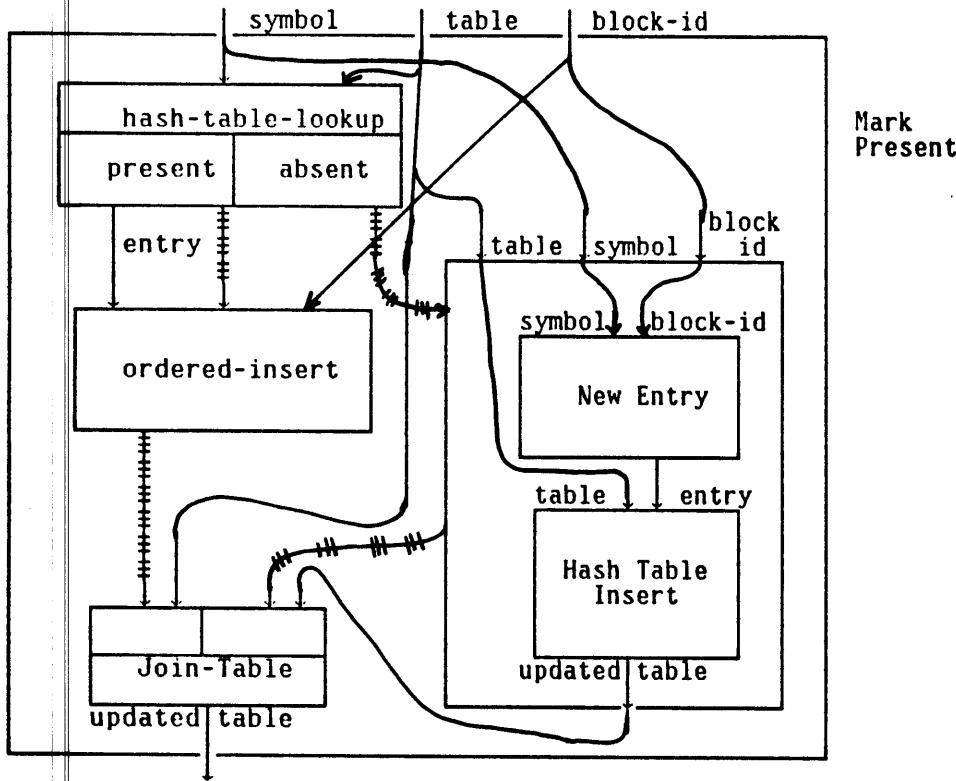 symbol table block-id
Mark
Present
hash-table-lookup
present absent
entry
block
table symbol id
symbol block-id
ordered-insert
New Entry
table entry
Hash Table
Insert
Join-Table
updated table
updated table